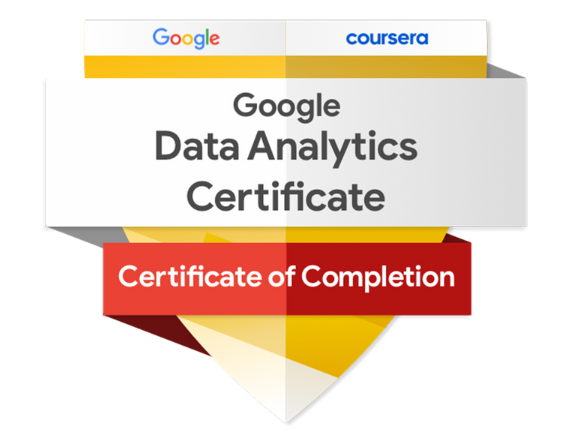 Google coursera
Google
Data Analytics
Certificate
Certificate of Completion